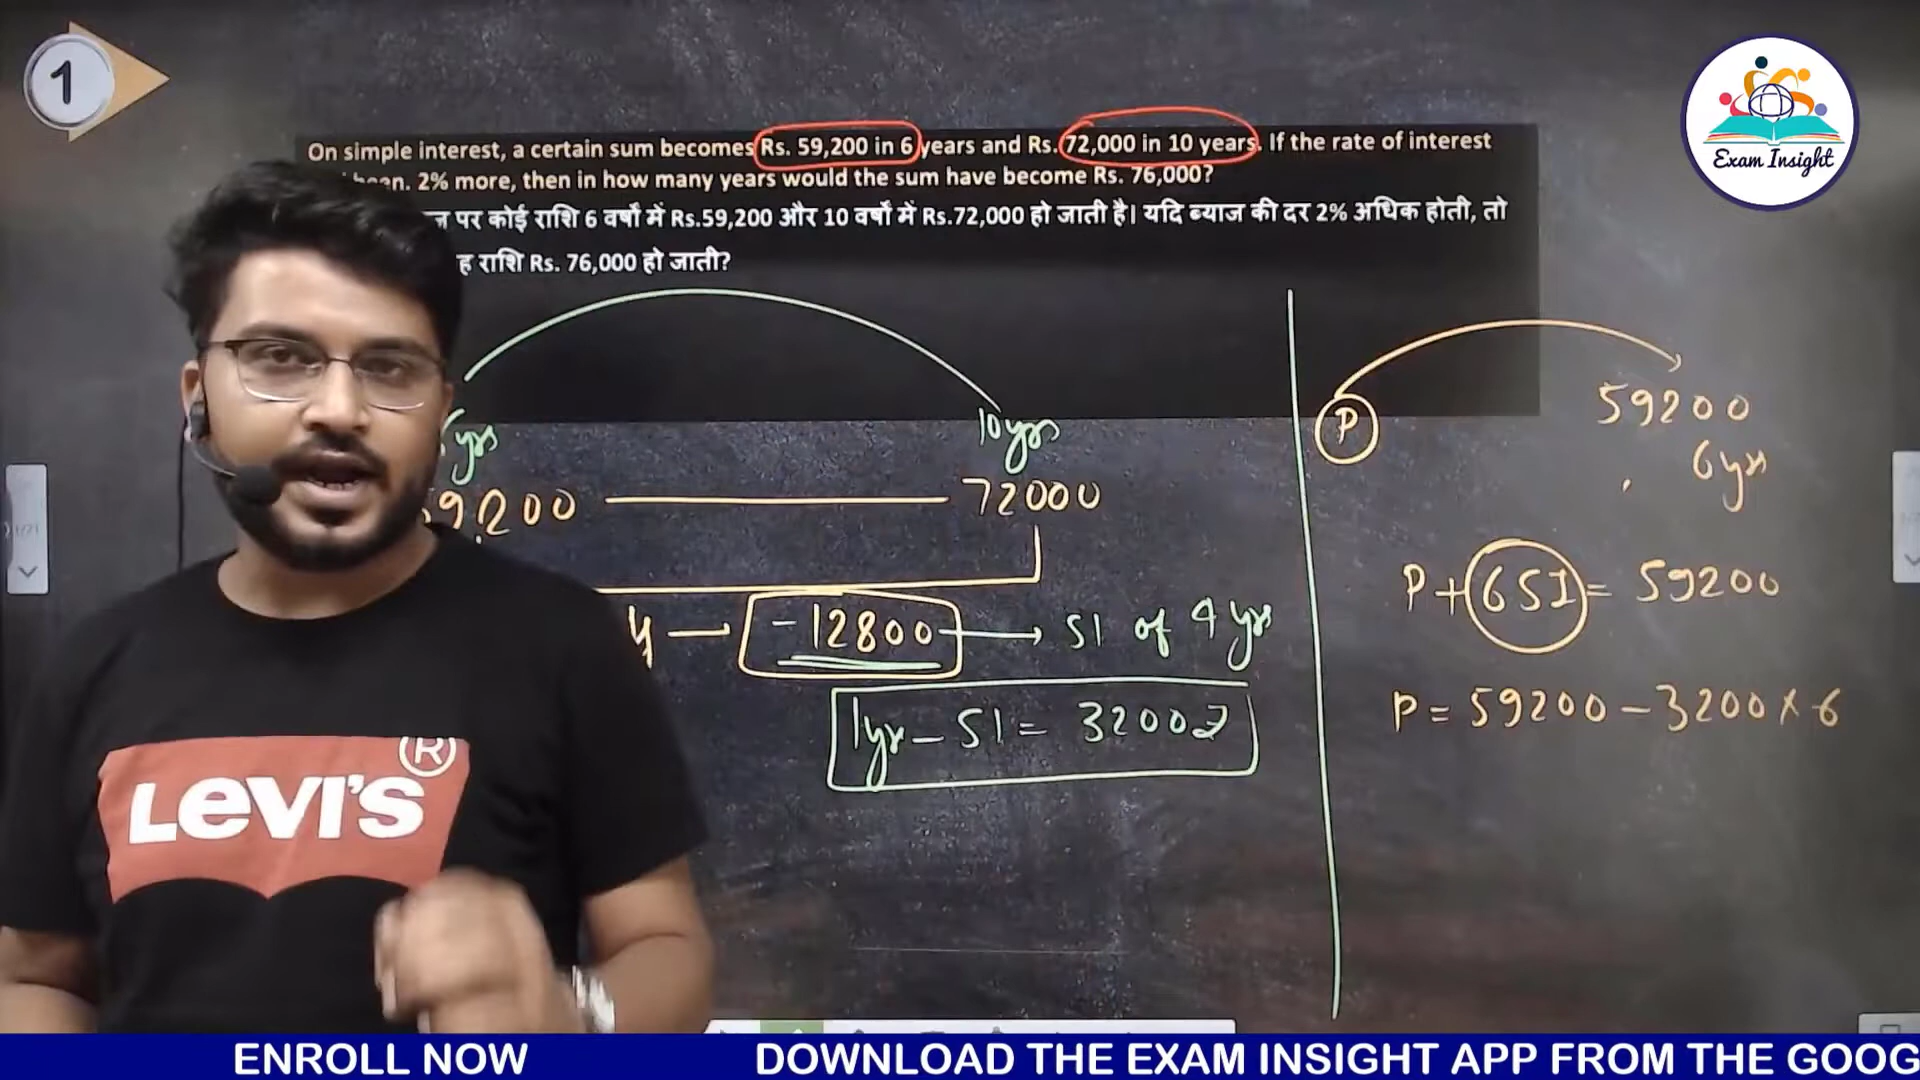 1
Exam Insight
On simple interest, a certain sum becomes Rs. 59,200 in 6 years and Rs. 72,000 in 10 years. If the rate of interest
2% more, then in how many years would the sum have become Rs. 76,000?
पर कोई राशि 6 वर्षों में Rs.59,200 और 10 वर्षों में Rs.72,000 हो जाती है। यदि ब्याज की दर 2% अधिक होती, तो
राशि Rs. 76,000 हो जाती?
yrs
10yrs
9200
72000
4 → -12800 → SI of 4 yrs
1yr - SI = 3200₹
P
59200
6yrs
P+6SI = 59200
P = 59200 - 3200 × 6
LEVI'S
®
ENROLL NOW
DOWNLOAD THE EXAM INSIGHT APP FROM THE GOOG